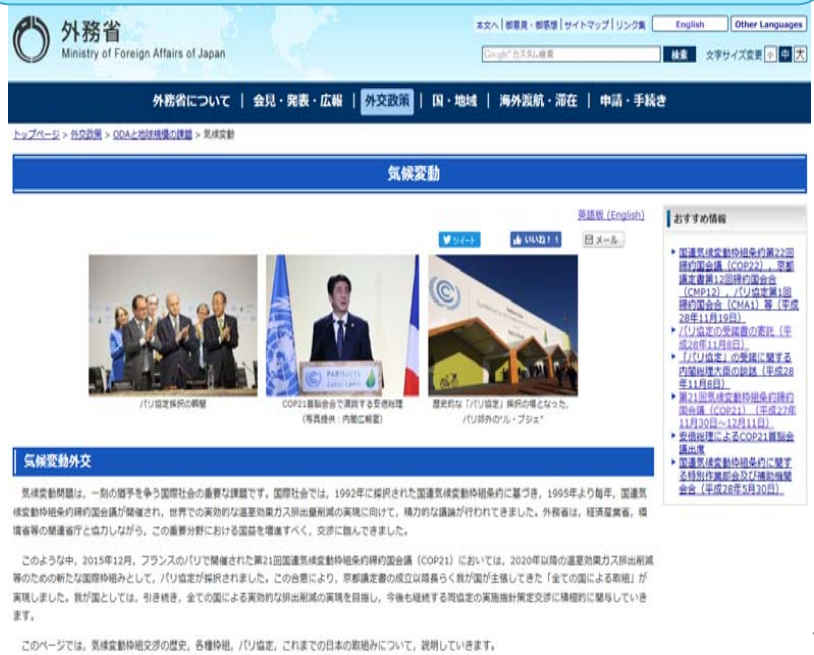 外務省
Ministry of Foreign Affairs of Japan
本文へ | 御意見・御感想 | サイトマップ | リンク集
English
Other Languages
Google カスタム検索
検索
文字サイズ変更 小 中 大
外務省について | 会見・発表・広報 | 外交政策 | 国・地域 | 海外渡航・滞在 | 申請・手続き
トップページ > 外交政策 > ODAと地球規模の課題 > 気候変動
気候変動
英語版 (English)
ツイート
いいね! 1
メール
PARIS2015
パリ協定採択の瞬間
COP21首脳会合で演説する安倍総理
(写真提供:内閣広報室)
歴史的な「パリ協定」採択の場となった,
パリ郊外の"ル・ブジェ"
気候変動外交
気候変動問題は,一刻の猶予を争う国際社会の重要な課題です。国際社会では,1992年に採択された国連気候変動枠組条約に基づき,1995年より毎年,国連気
候変動枠組条約締約国会議が開催され,世界での実効的な温室効果ガス排出量削減の実現に向けて,精力的な議論が行われてきました。外務省は,経済産業省,環
境省等の関連省庁と協力しながら,この重要分野における国益を増進すべく,交渉に臨んできました。
このような中,2015年12月,フランスのパリで開催された第21回国連気候変動枠組条約締約国会議(COP21)においては,2020年以降の温室効果ガス排出削減
等のための新たな国際枠組みとして,パリ協定が採択されました。この合意により,京都議定書の成立以降長らく我が国が主張してきた「全ての国による取組」が
実現しました。我が国としては,引き続き,全ての国による実効的な排出削減の実現を目指し,今後も継続する同協定の実施指針策定交渉に積極的に関与していき
ます。
このページでは,気候変動枠組交渉の歴史,各種枠組,パリ協定,これまでの日本の取組みについて,説明していきます。
おすすめ情報
国連気候変動枠組条約第22回
締約国会議(COP22),京都
議定書第12回締約国会合
(CMP12),パリ協定第1回
締約国会合(CMA1)等(平成
28年11月19日)
パリ協定の受諾書の寄託(平
成28年11月8日)
「パリ協定」の受諾に関する
内閣総理大臣の談話(平成28
年11月8日)
第21回気候変動枠組条約締約
国会議(COP21)(平成27年
11月30日~12月11日)
安倍総理によるCOP21首脳会
議出席
国連気候変動枠組条約に関す
る特別作業部会及び補助機関
会合(平成28年5月30日)